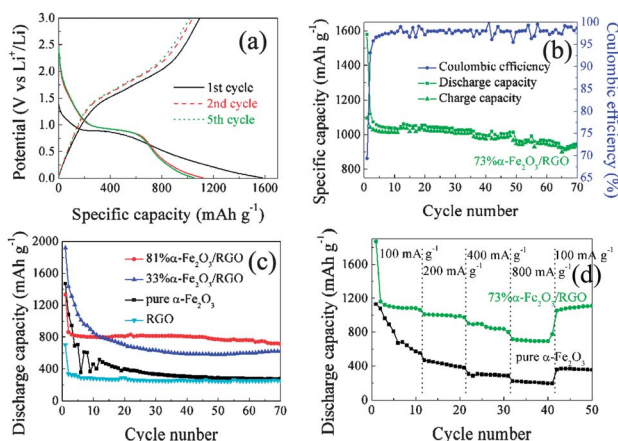 (a)
1st cycle
2nd cycle
5th cycle
Potential (V vs Li⁺/Li)
3.0
2.5
2.0
1.5
1.0
0.5
0.0
0 400 800 1200 1600
Specific capacity (mAh g⁻¹)
(b)
Coulombic efficiency
Discharge capacity
Charge capacity
73%α-Fe₂O₃/RGO
Specific capacity (mAh g⁻¹)
1600
1400
1200
1000
800
Coulombic efficiency (%)
100
95
90
85
80
75
70
65
0 10 20 30 40 50 60 70
Cycle number
(c)
81%α-Fe₂O₃/RGO
33%α-Fe₂O₃/RGO
pure α-Fe₂O₃
RGO
Discharge capacity (mAh g⁻¹)
2000
1600
1200
800
400
0
0 10 20 30 40 50 60 70
Cycle number
(d)
100 mA g⁻¹
200 mA g⁻¹
400 mA g⁻¹
800 mA g⁻¹
100 mA g⁻¹
73%α-Fe₂O₃/RGO
pure α-Fe₂O₃
Discharge capacity (mAh g⁻¹)
2000
1600
1200
800
400
0
0 10 20 30 40 50
Cycle number